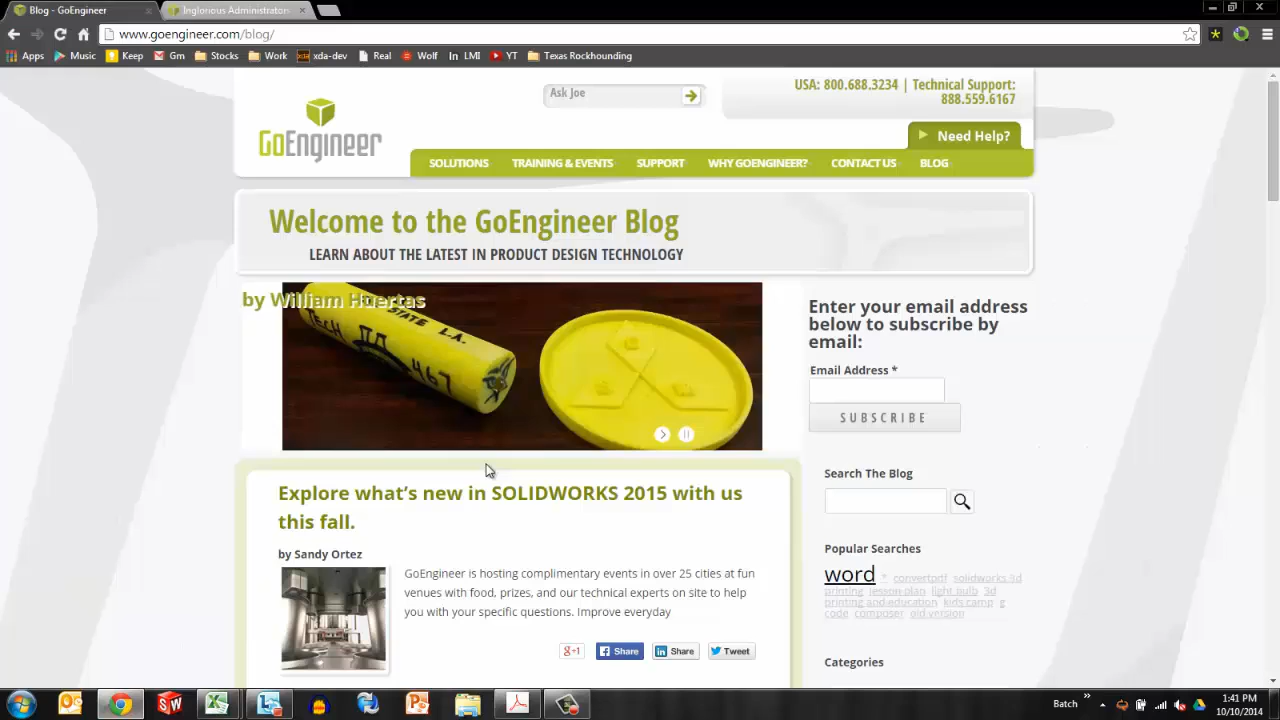 Blog - GoEngineer
Inglorious Administrators
www.goengineer.com/blog/
Apps
Music
Keep
Gm
Stocks
Work
xda-dev
Real
Wolf
LMI
YT
Texas Rockhounding
Ask Joe
USA: 800.688.3234 | Technical Support:
888.559.6167
GoEngineer
Need Help?
SOLUTIONS
TRAINING & EVENTS
SUPPORT
WHY GOENGINEER?
CONTACT US
BLOG
Welcome to the GoEngineer Blog
LEARN ABOUT THE LATEST IN PRODUCT DESIGN TECHNOLOGY
by William Huertas
TECH
STATE L.A.
467
Enter your email address
below to subscribe by
email:
Email Address *
SUBSCRIBE
Search The Blog
Popular Searches
word * convertpdf solidworks 3d
printing lesson plan light bulb 3d
printing and education kids camp g
code composer old version
Categories
Explore what's new in SOLIDWORKS 2015 with us
this fall.
by Sandy Ortez
GoEngineer is hosting complimentary events in over 25 cities at fun
venues with food, prizes, and our technical experts on site to help
you with your specific questions. Improve everyday
+1
Share
Share
Tweet
Batch
1:41 PM
10/10/2014